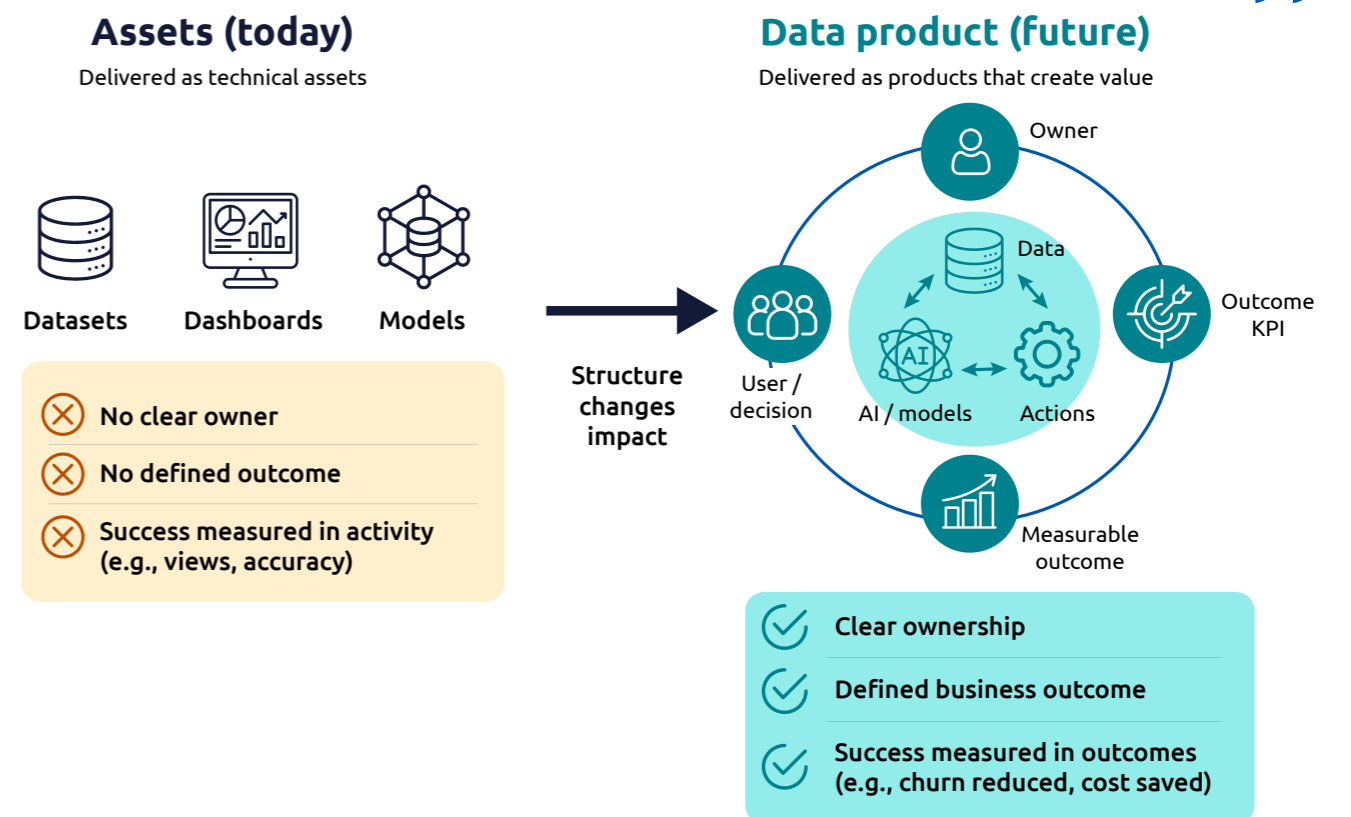 Assets (today)
Delivered as technical assets
Datasets
Dashboards
Models
No clear owner
No defined outcome
Success measured in activity
(e.g., views, accuracy)
Structure
changes
impact
Data product (future)
Delivered as products that create value
Owner
Data
Outcome
KPI
User /
decision
AI
AI / models
Actions
Measurable
outcome
Clear ownership
Defined business outcome
Success measured in outcomes
(e.g., churn reduced, cost saved)